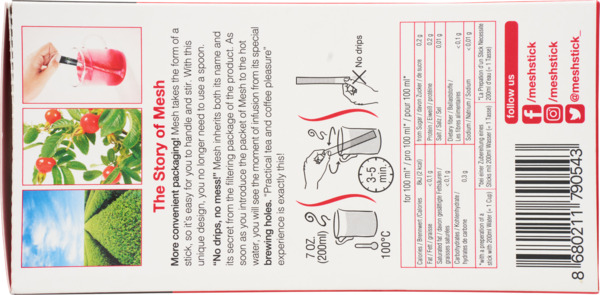 The Story of Mesh
More convenient packaging! Mesh takes the form of a
stick, so it's easy for you to handle and stir. With this
unique design, you no longer need to use a spoon.
"No drips, no mess!" Mesh inherits both its name and
its secret from the filtering package of the product. As
soon as you introduce the packet of Mesh to the hot
water, you will see the moment of infusion from its special
brewing holes. "Practical tea and coffee pleasure"
experience is exactly this!
No drips
3-5
min.
7 OZ.
(200ml)
100°C
for 100 ml* / pro 100 ml* / pour 100 ml*
Calories / Brennwert /Calories 8kJ (2 kcal)
Fat / Fett / graisse < 0.1 g
Saturated fat / davon gesättigte Fettsäuren /
graisses saturées < 0.1 g
Carbohydrates / Kohlenhydrate /
hydrates de carbone 0.3 g
from Sugar / davon Zucker / de sucre 0.2 g
Protein / Eiweiß / protéine 0.2 g
Salt / Salz / Sel 0.01 g
Dietary fiber / Ballaststoffe /
Les fibres alimentaires < 0.1 g
Sodium / Natrium / Sodium < 0.01 g
*with a preparation of a
stick with 200ml Water (= 1 Cup)
*bei einer Zubereitung eines
Sticks mit 200ml Wasser (= 1 Tasse)
*La Préparation d'un Stick Nécessite
200ml d'eau (= 1 Tasse)
follow us
/meshstick
/meshstick
@meshstick_
8 680211 790543